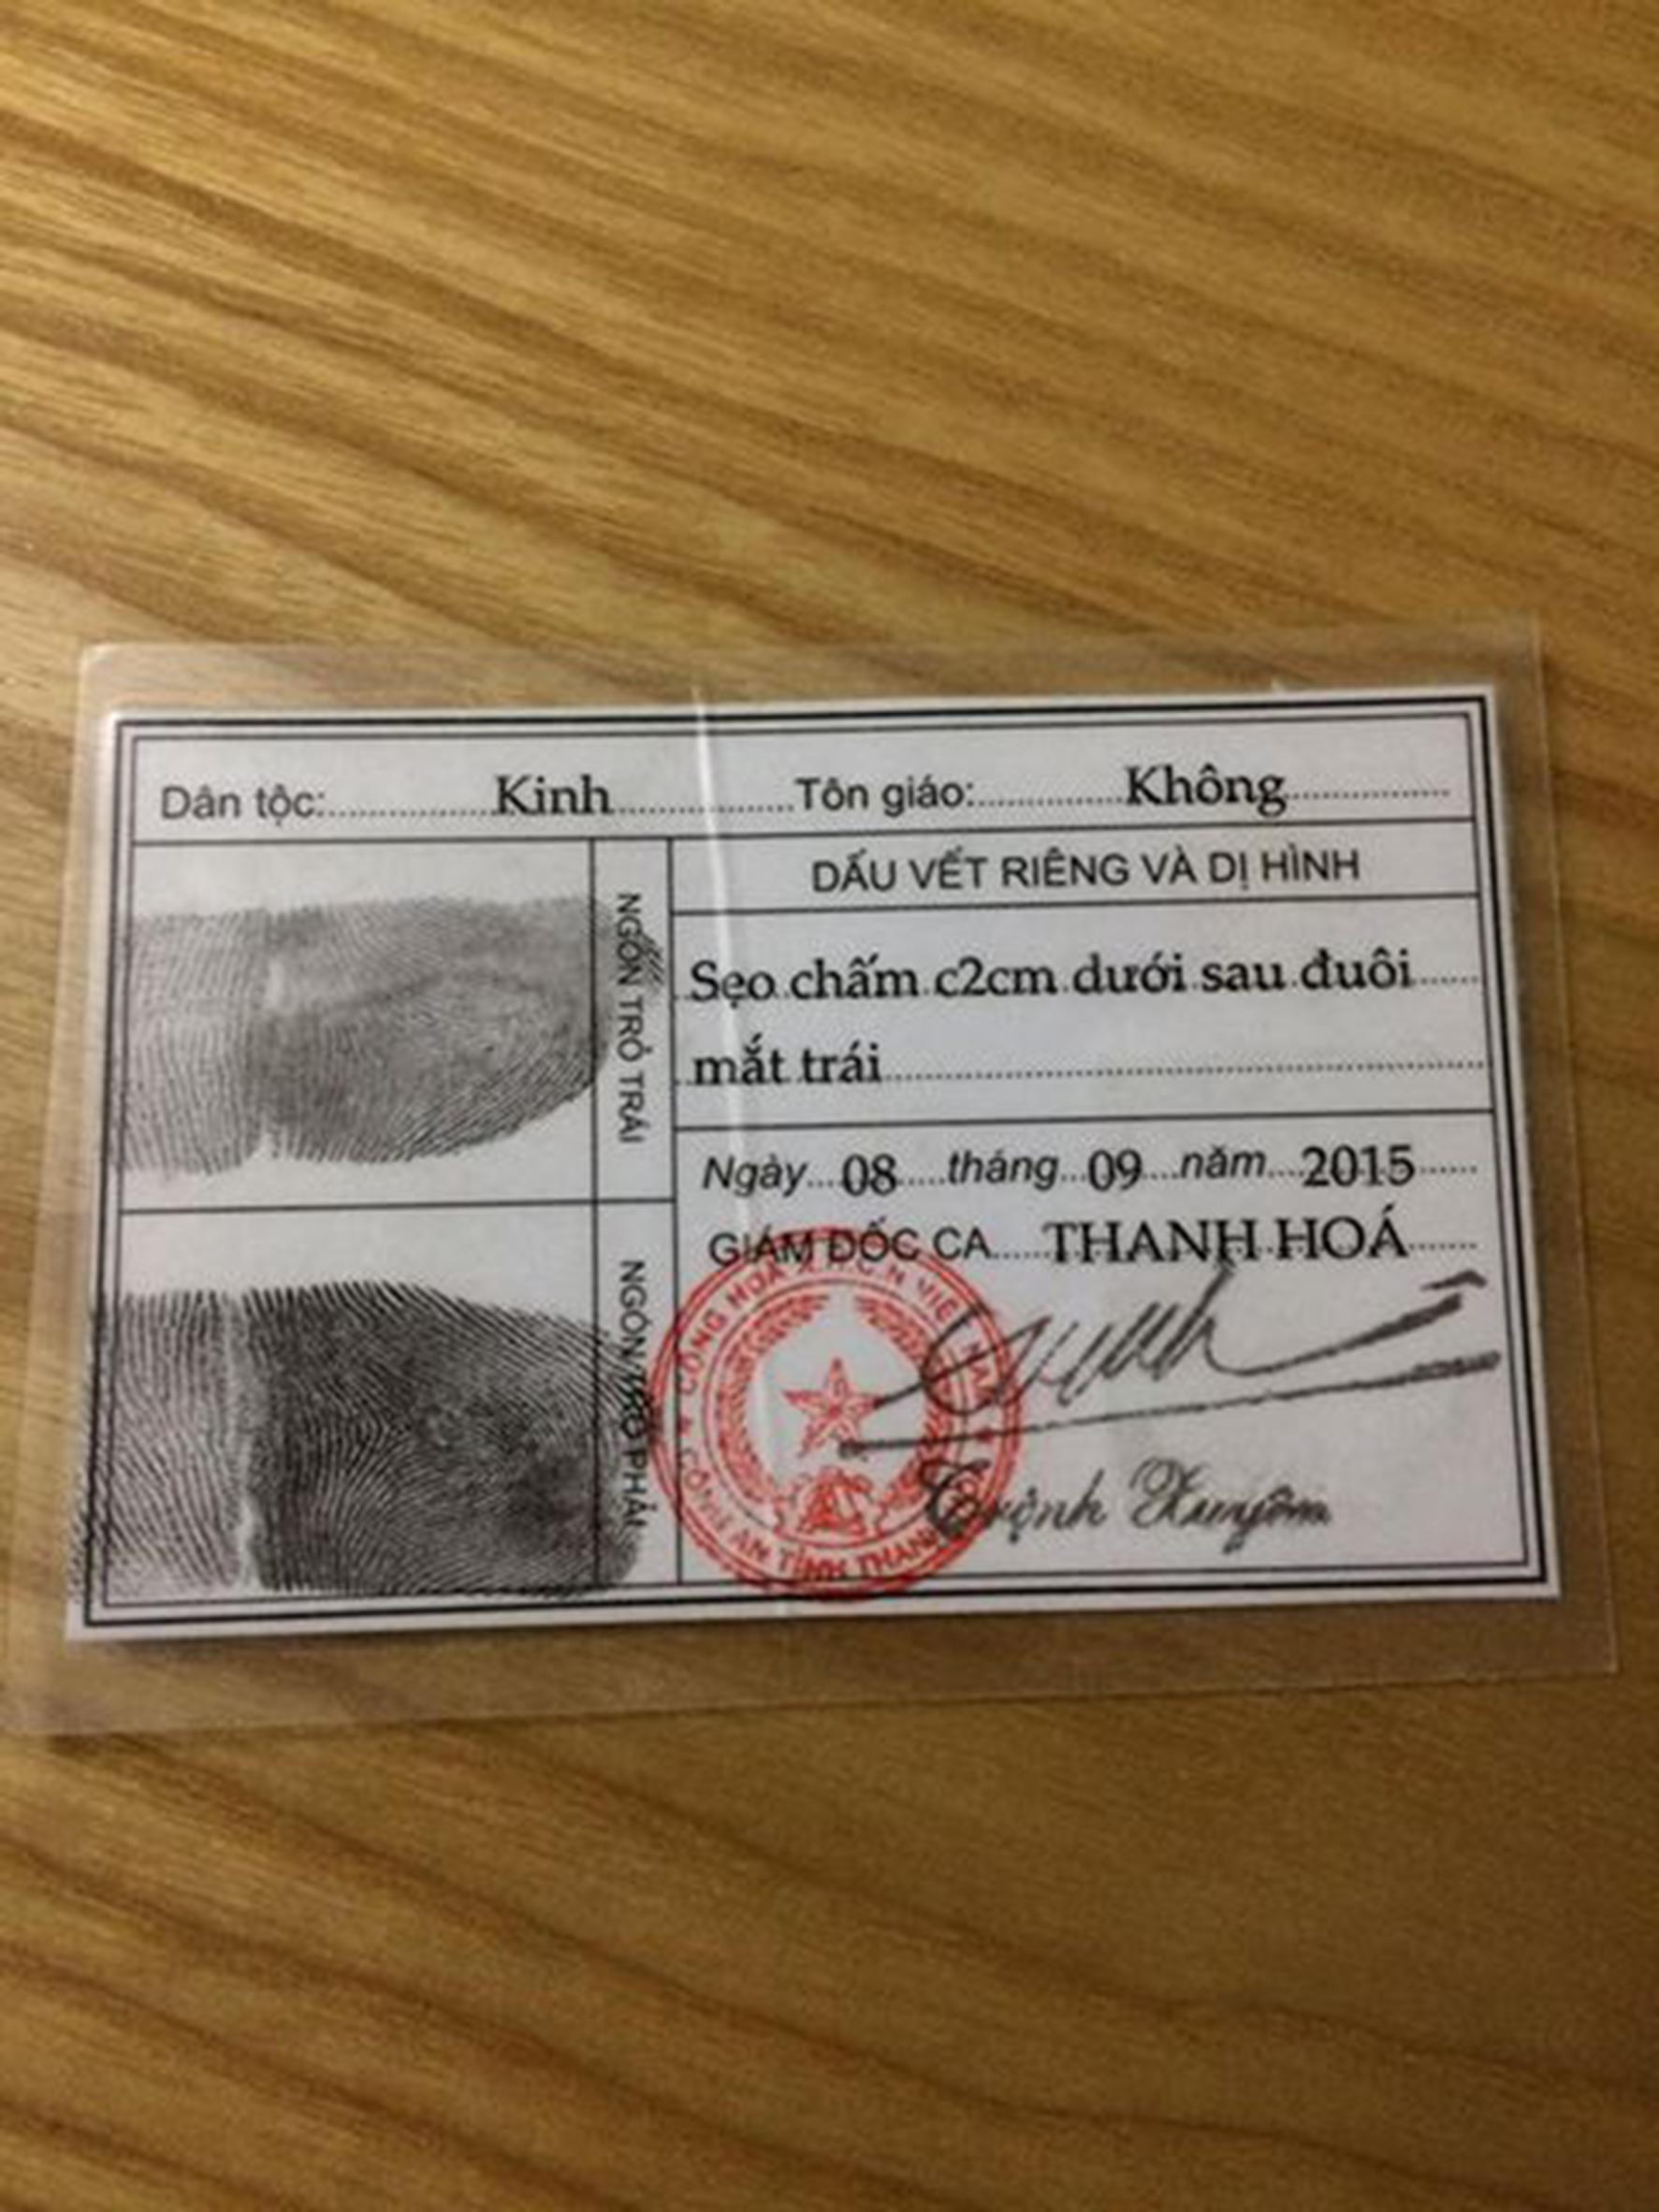 Dân tộc: Kinh Tôn giáo: Không
NGÓN TRỎ TRÁI
NGÓN TRỎ PHẢI
DẤU VẾT RIÊNG VÀ DỊ HÌNH
Sẹo chấm c2cm dưới sau đuôi
mắt trái
Ngày 08 tháng 09 năm 2015
GIÁM ĐỐC CA THANH HOÁ
CỘNG HOÀ X.H.C.N VIỆT NAM
CÔNG AN TỈNH THANH
Trịnh Xuyên